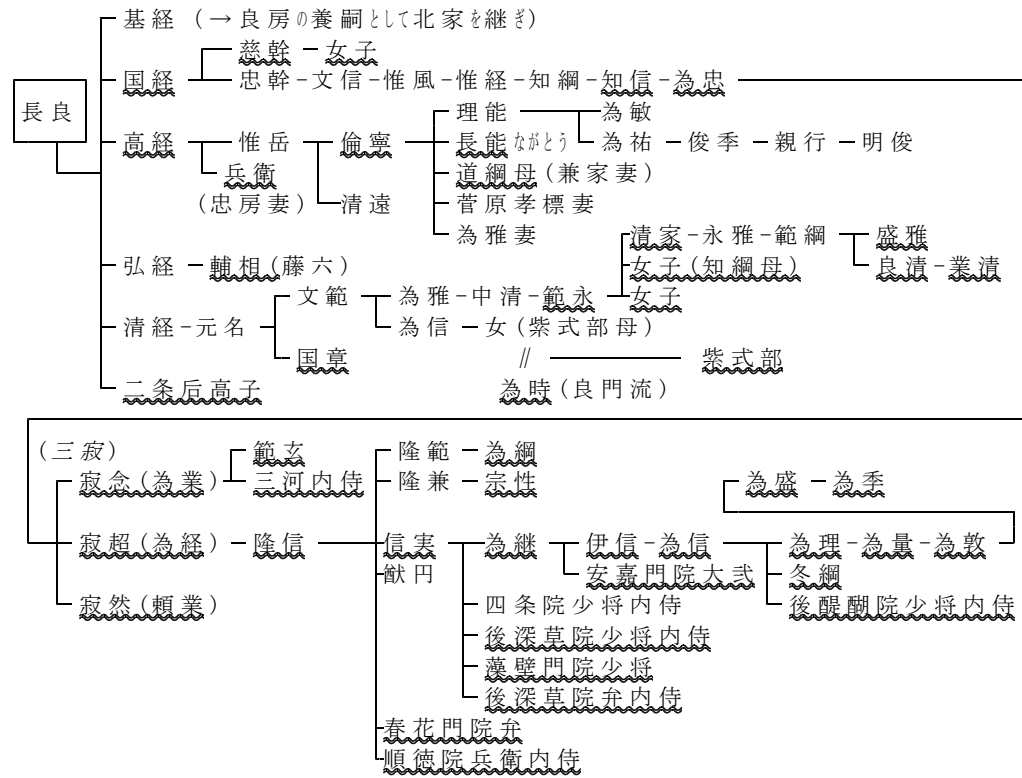 基経（→良房の養嗣として北家を継ぎ）
慈幹－女子
国経 忠幹－文信－惟風－惟経－知綱－知信－為忠
長良
理能 為敏
高経 惟岳 倫寧 長能ながとう 為祐－俊季－親行－明俊
兵衛 道綱母（兼家妻）
（忠房妻） 清遠 菅原孝標妻
為雅妻 清家－永雅－範綱 盛雅
弘経－輔相（藤六） 女子（知綱母） 良清－業清
文範 為雅－中清－範永 女子
清経－元名 為信－女（紫式部母）
国章 // 紫式部
二条后高子 為時（良門流）
（三寂） 範玄 隆範－為綱
寂念（為業） 三河内侍 隆兼－宗性 為盛－為季
寂超（為経）－隆信 信実 為継 伊信－為信 為理－為量－為敦
猷円 安嘉門院大弐 冬綱
寂然（頼業） 四条院少将内侍 後醍醐院少将内侍
後深草院少将内侍
藻壁門院少将
後深草院弁内侍
春花門院弁
順徳院兵衛内侍